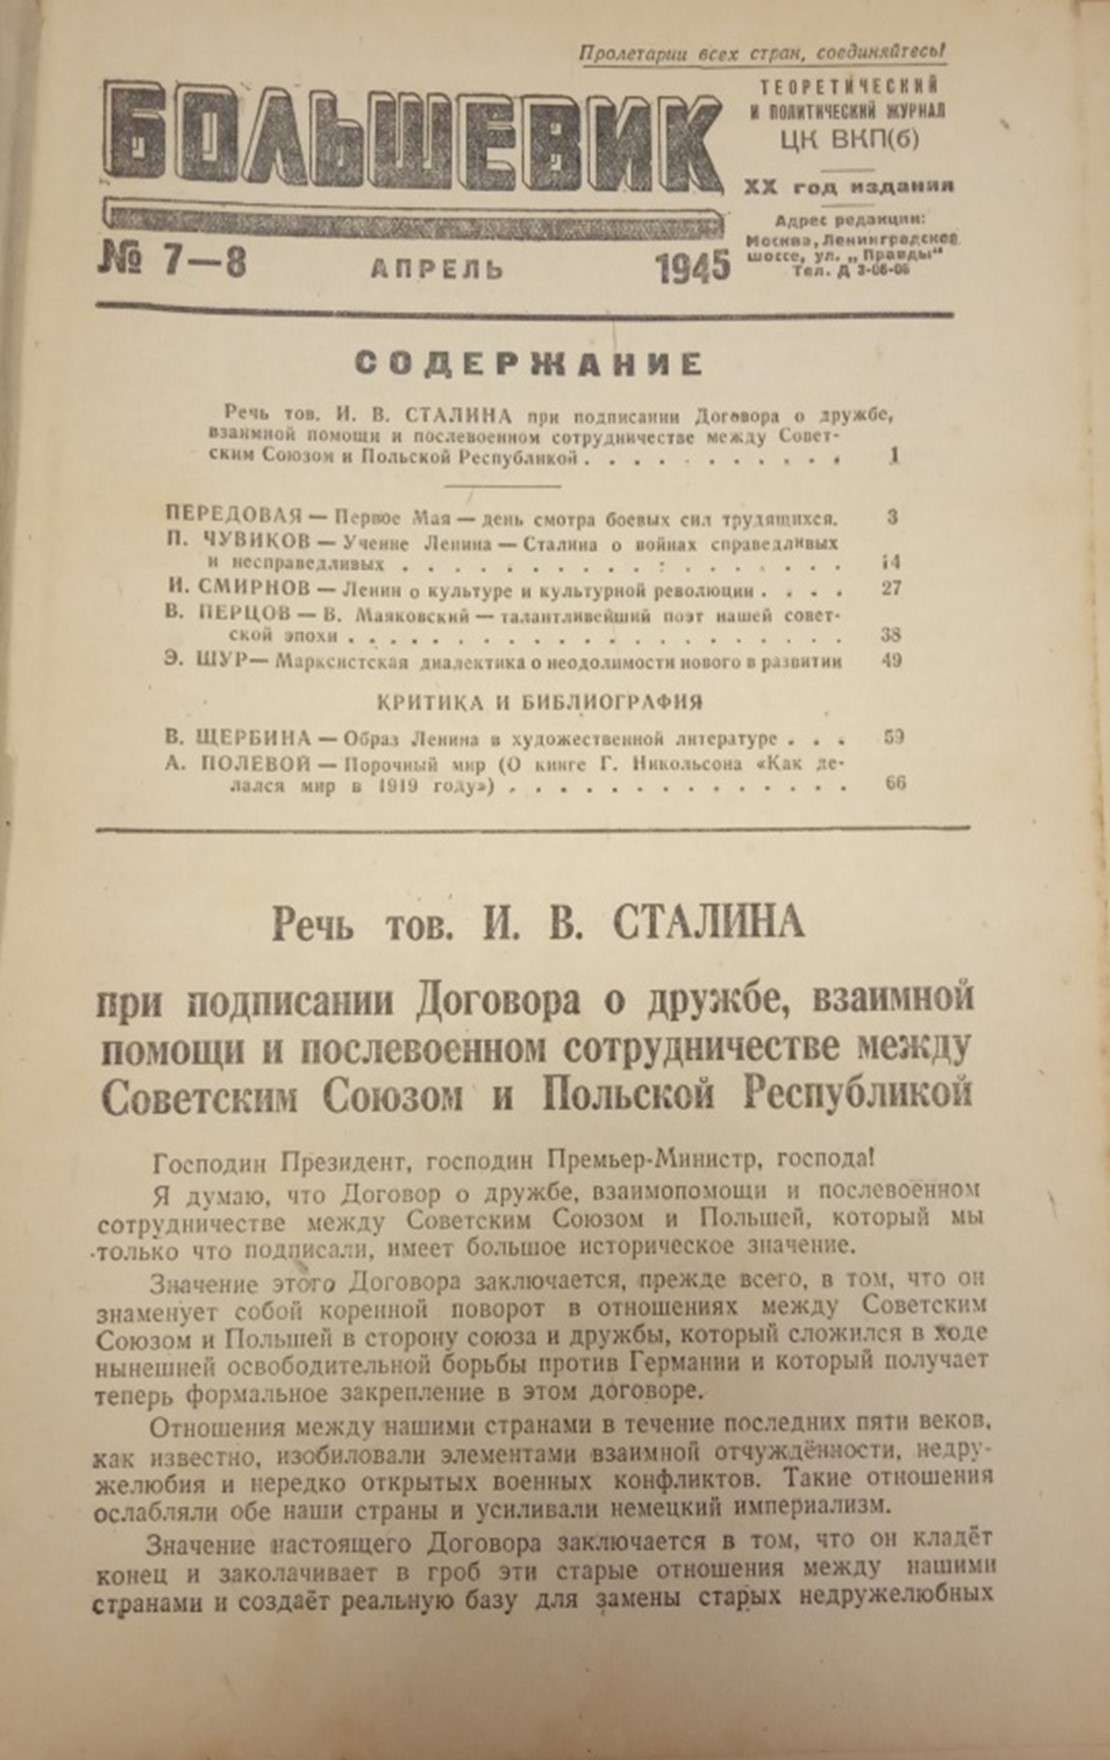 Пролетарии всех стран, соединяйтесь!
БОЛЬШЕВИК
ТЕОРЕТИЧЕСКИЙ
И ПОЛИТИЧЕСКИЙ ЖУРНАЛ
ЦК ВКП(б)
XX год издания
Адрес редакции:
Москва, Ленинградское
шоссе, ул. „Правды“
Тел. Д 3-06-06
№ 7—8 АПРЕЛЬ 1945
СОДЕРЖАНИЕ
Речь тов. И. В. СТАЛИНА при подписании Договора о дружбе,
взаимной помощи и послевоенном сотрудничестве между Совет-
ским Союзом и Польской Республикой . . . . . . . . . . . 1
ПЕРЕДОВАЯ — Первое Мая — день смотра боевых сил трудящихся. 3
П. ЧУВИКОВ — Учение Ленина — Сталина о войнах справедливых
и несправедливых . . . . . . . . . . . . . . . . . 14
И. СМИРНОВ — Ленин о культуре и культурной революции . . . . 27
В. ПЕРЦОВ — В. Маяковский — талантливейший поэт нашей совет-
ской эпохи . . . . . . . . . . . . . . . . . . . 38
Э. ШУР — Марксистская диалектика о неодолимости нового в развитии 49
КРИТИКА И БИБЛИОГРАФИЯ
В. ЩЕРБИНА — Образ Ленина в художественной литературе . . . 59
А. ПОЛЕВОЙ — Порочный мир (О книге Г. Никольсона «Как де-
лался мир в 1919 году») . . . . . . . . . . . . . . 66
Речь тов. И. В. СТАЛИНА
при подписании Договора о дружбе, взаимной
помощи и послевоенном сотрудничестве между
Советским Союзом и Польской Республикой
Господин Президент, господин Премьер-Министр, господа!
Я думаю, что Договор о дружбе, взаимопомощи и послевоенном
сотрудничестве между Советским Союзом и Польшей, который мы
только что подписали, имеет большое историческое значение.
Значение этого Договора заключается, прежде всего, в том, что он
знаменует собой коренной поворот в отношениях между Советским
Союзом и Польшей в сторону союза и дружбы, который сложился в ходе
нынешней освободительной борьбы против Германии и который получает
теперь формальное закрепление в этом договоре.
Отношения между нашими странами в течение последних пяти веков,
как известно, изобиловали элементами взаимной отчуждённости, недру-
желюбия и нередко открытых военных конфликтов. Такие отношения
ослабляли обе наши страны и усиливали немецкий империализм.
Значение настоящего Договора заключается в том, что он кладёт
конец и заколачивает в гроб эти старые отношения между нашими
странами и создаёт реальную базу для замены старых недружелюбных